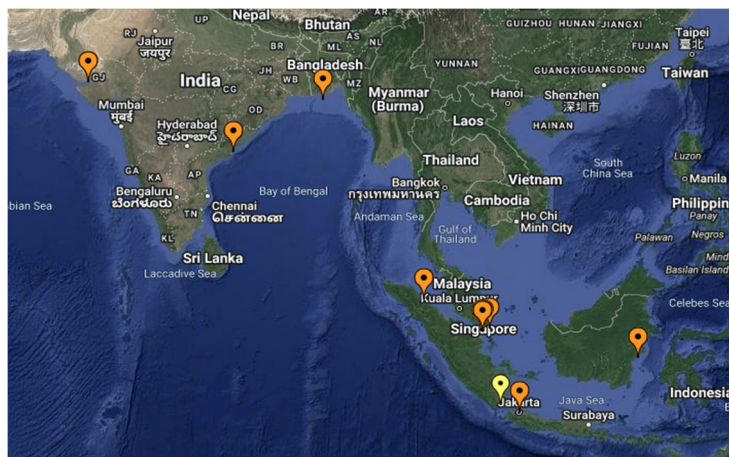 AR
Nepal
UP
Bhutan
GUIZHOU HUNAN JIANGXI
Taipei
臺北
RJ
Jaipur
जयपुर
AS
ML
NL
BR
FUJIAN
Bangladesh
JH
WB
YUNNAN
GUANGXI GUANGDONG
Taiwan
GJ
India
CG
MZ
Myanmar
(Burma)
Hanoi
Shenzhen
深圳市
Mumbai
मुंबई
OD
Hyderabad
హైదరాబాద్
Laos
HAINAN
Thailand
South
China Sea
Luzon
GA
KA
AP
Bengaluru
ಬೆಂಗಳೂರು
Bay of Bengal
Bangkok
กรุงเทพมหานคร
Vietnam
Manila
Cambodia
Philippin
bian Sea
TN
Chennai
சென்னை
Andaman Sea
Gulf of
Thailand
Ho Chi
Minh City
Panay
Palawan
Negros
KL
Sri Lanka
Laccadive Sea
Mind
Basilan Island
Malaysia
Kuala Lumpur
Celebes Sea
Singapore
Indonesia
Jakarta
Java Sea
Surabaya